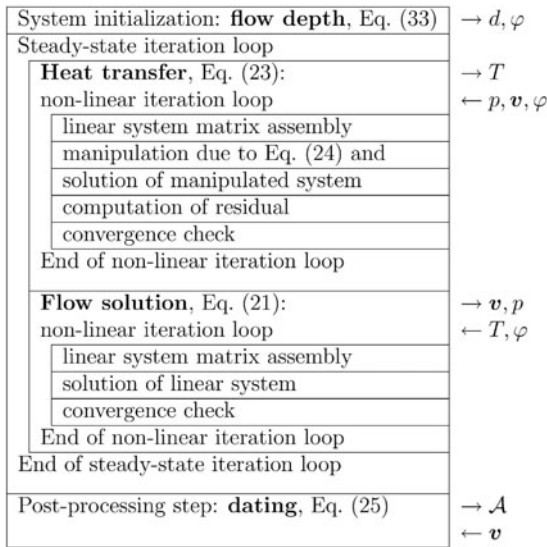 System initialization: flow depth, Eq. (33) → d, φ
Steady-state iteration loop
Heat transfer, Eq. (23): → T
non-linear iteration loop ← p, v, φ
linear system matrix assembly
manipulation due to Eq. (24) and
solution of manipulated system
computation of residual
convergence check
End of non-linear iteration loop
Flow solution, Eq. (21): → v, p
non-linear iteration loop ← T, φ
linear system matrix assembly
solution of linear system
convergence check
End of non-linear iteration loop
End of steady-state iteration loop
Post-processing step: dating, Eq. (25) → 𝒜
← v